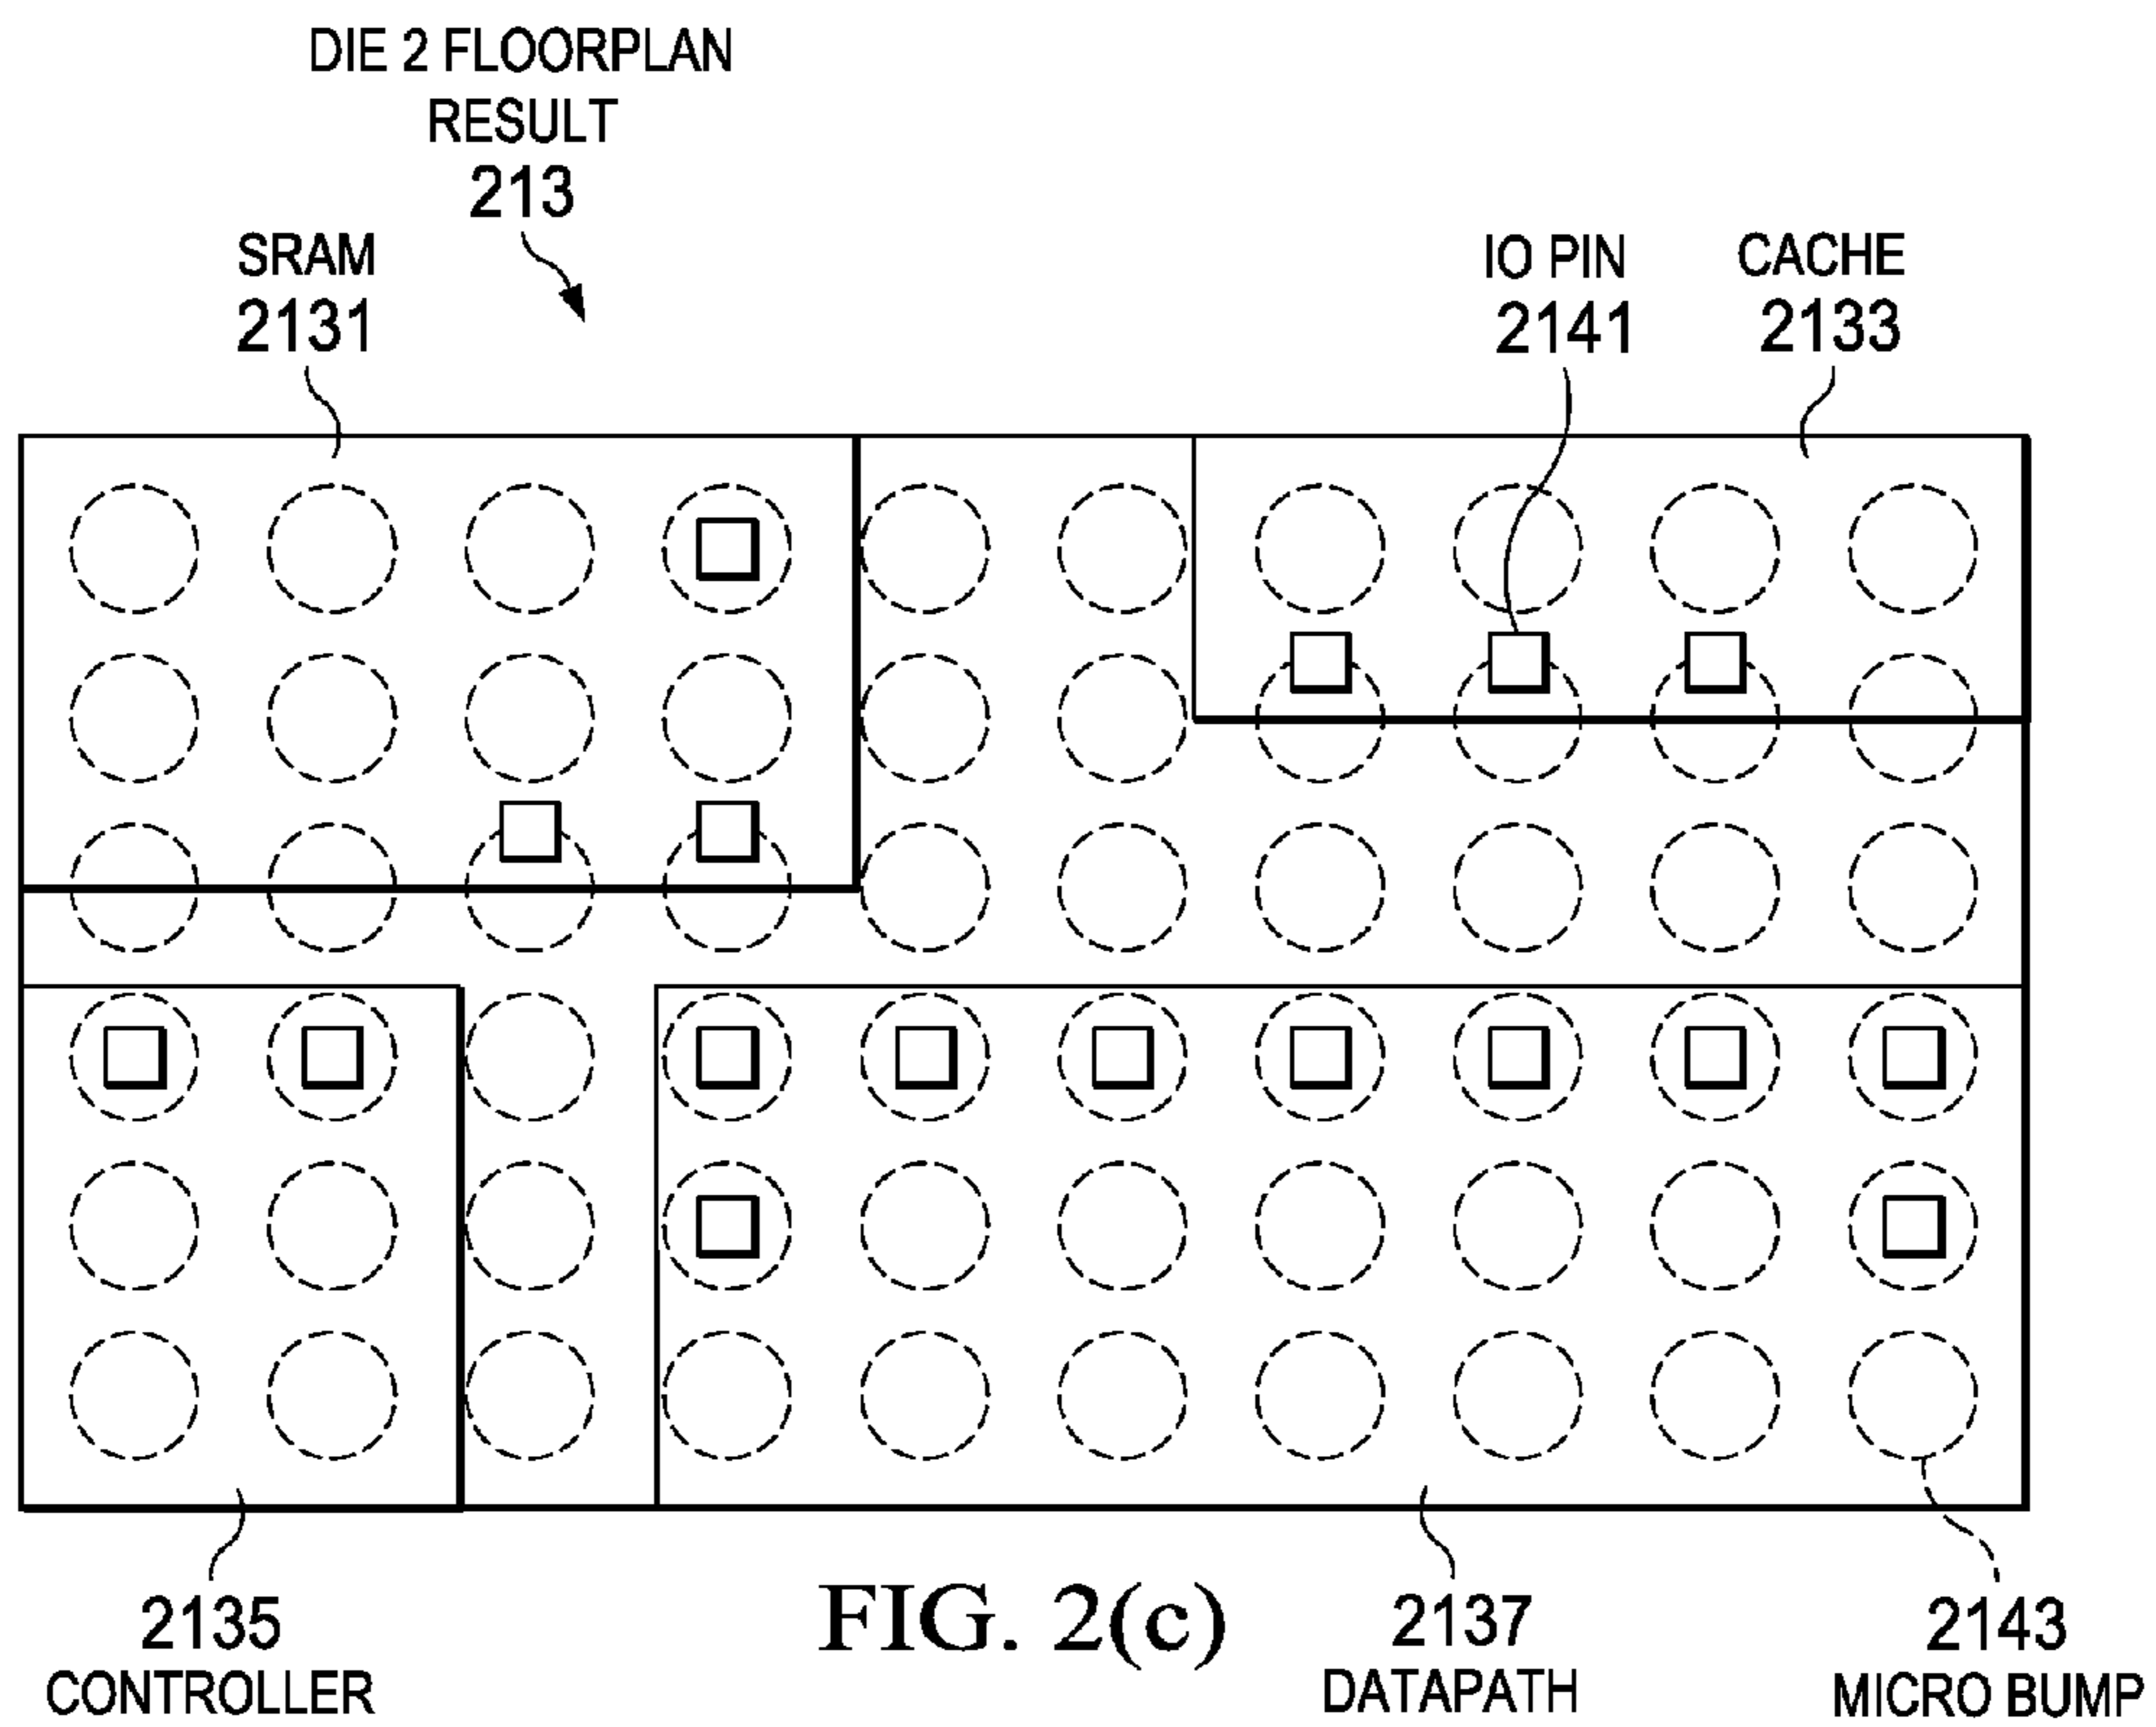 DIE 2 FLOORPLAN
RESULT
213
SRAM
2131
IO PIN
2141
CACHE
2133
2135
CONTROLLER
FIG. 2(c)
2137
DATAPATH
2143
MICRO BUMP